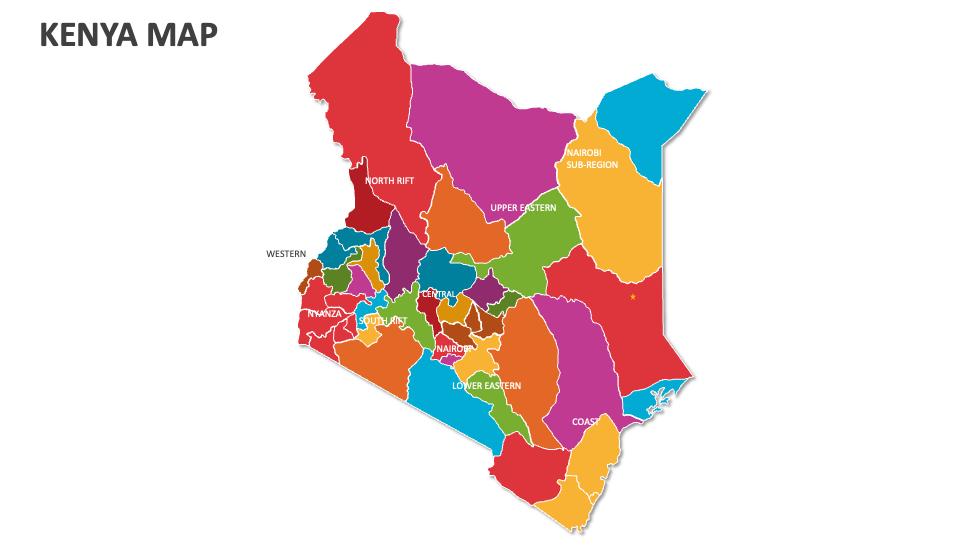 KENYA MAP
NAIROBI
SUB-REGION
NORTH RIFT
UPPER EASTERN
WESTERN
CENTRAL
NYANZA
SOUTH RIFT
NAIROBI
LOWER EASTERN
COAST